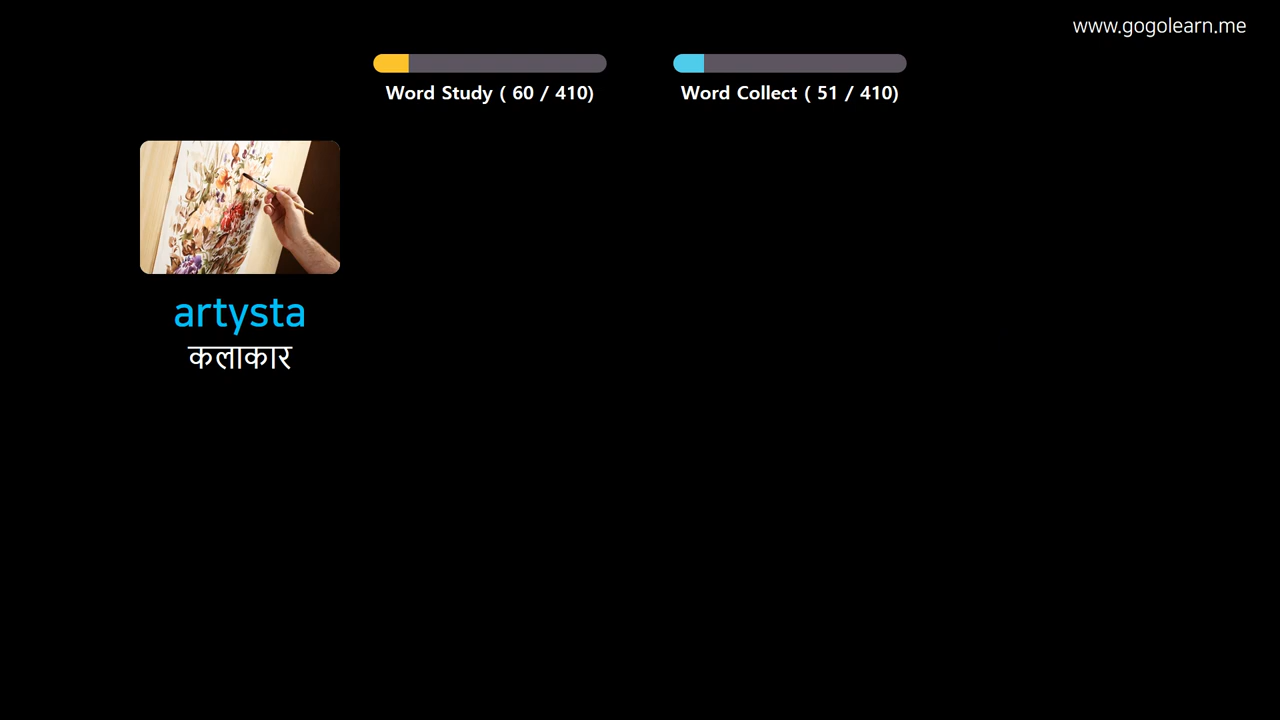 www.gogolearn.me
Word Study ( 60 / 410)
Word Collect ( 51 / 410)
artysta
कलाकार